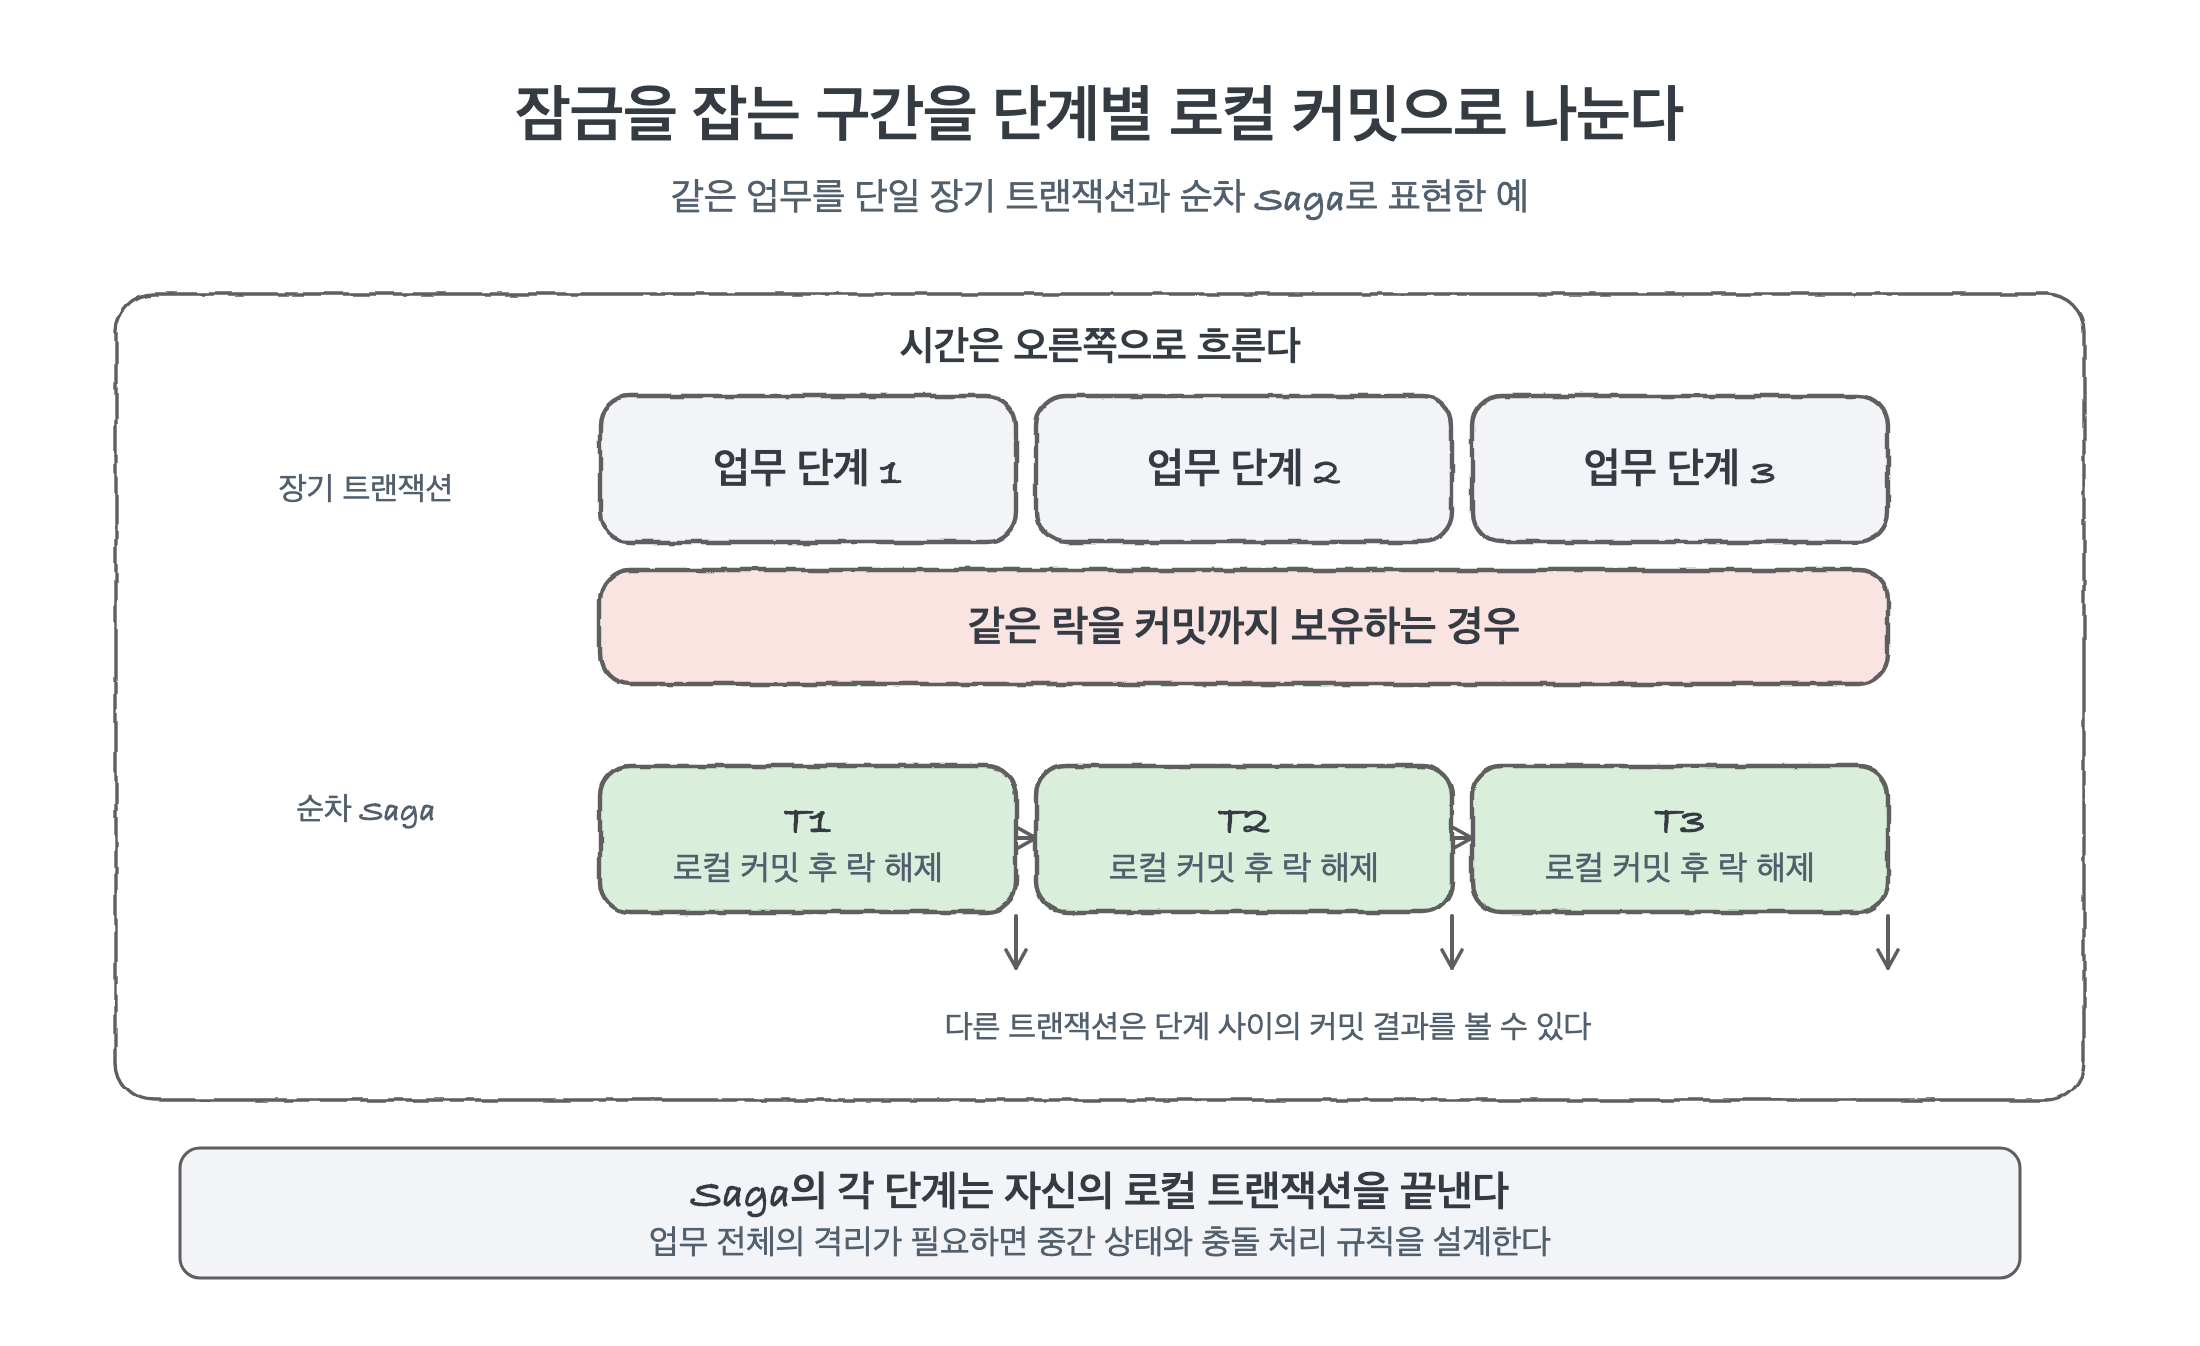 잠금을 잡는 구간을 단계별 로컬 커밋으로 나눈다
같은 업무를 단일 장기 트랜잭션과 순차 Saga로 표현한 예
시간은 오른쪽으로 흐른다
장기 트랜잭션
업무 단계 1
업무 단계 2
업무 단계 3
같은 락을 커밋까지 보유하는 경우
순차 Saga
T1
로컬 커밋 후 락 해제
T2
로컬 커밋 후 락 해제
T3
로컬 커밋 후 락 해제
다른 트랜잭션은 단계 사이의 커밋 결과를 볼 수 있다
Saga의 각 단계는 자신의 로컬 트랜잭션을 끝낸다
업무 전체의 격리가 필요하면 중간 상태와 충돌 처리 규칙을 설계한다